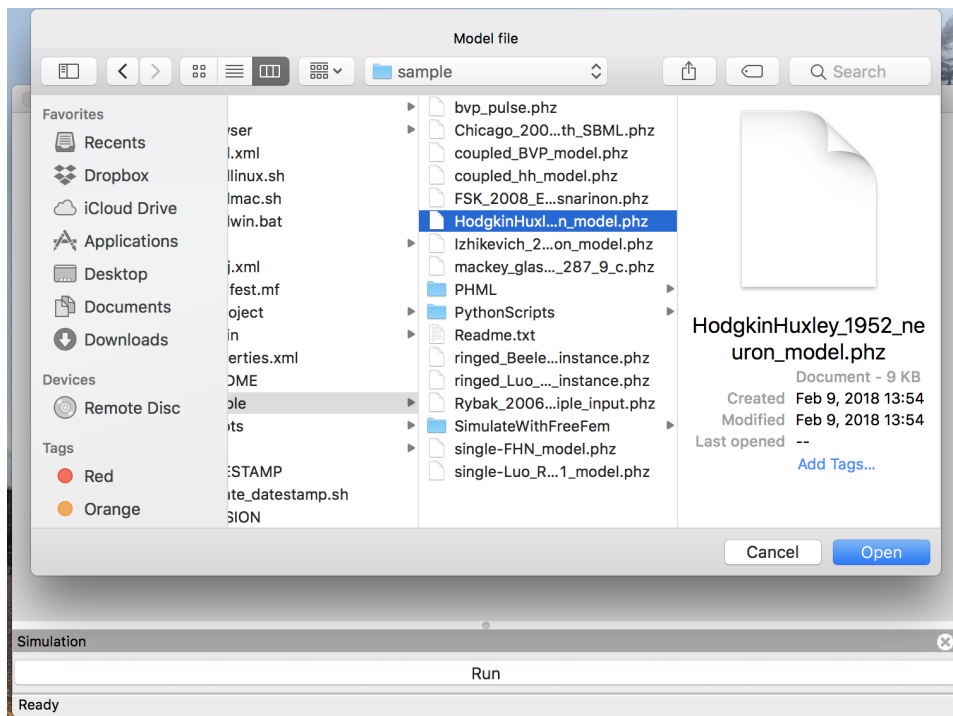 Model file
sample
Search
Favorites
Recents
Dropbox
iCloud Drive
Applications
Desktop
Documents
Downloads
Devices
Remote Disc
Tags
Red
Orange
ser
l.xml
llinux.sh
lmac.sh
lwin.bat
j.xml
fest.mf
oject
in
erties.xml
OME
ple
ots
ESTAMP
te_datestamp.sh
SION
bvp_pulse.phz
Chicago_200...th_SBML.phz
coupled_BVP_model.phz
coupled_hh_model.phz
FSK_2008_E...snarinon.phz
HodgkinHuxl...n_model.phz
Izhikevich_2...on_model.phz
mackey_glas..._287_9_c.phz
PHML
PythonScripts
Readme.txt
ringed_Beele...instance.phz
ringed_Luo_..._instance.phz
Rybak_2006...iple_input.phz
SimulateWithFreeFem
single-FHN_model.phz
single-Luo_R...1_model.phz
HodgkinHuxley_1952_ne
uron_model.phz
Document - 9 KB
Created Feb 9, 2018 13:54
Modified Feb 9, 2018 13:54
Last opened --
Add Tags...
Cancel
Open
Simulation
Run
Ready